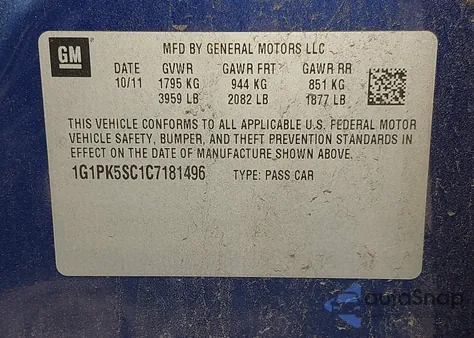 GM
MFD BY GENERAL MOTORS LLC
DATE GVWR GAWR FRT GAWR RR
10/11 1795 KG 944 KG 851 KG
3959 LB 2082 LB 1877 LB
THIS VEHICLE CONFORMS TO ALL APPLICABLE U.S. FEDERAL MOTOR
VEHICLE SAFETY, BUMPER, AND THEFT PREVENTION STANDARDS IN
EFFECT ON THE DATE OF MANUFACTURE SHOWN ABOVE.
1G1PK5SC1C7181496 TYPE: PASS CAR
autoSnap